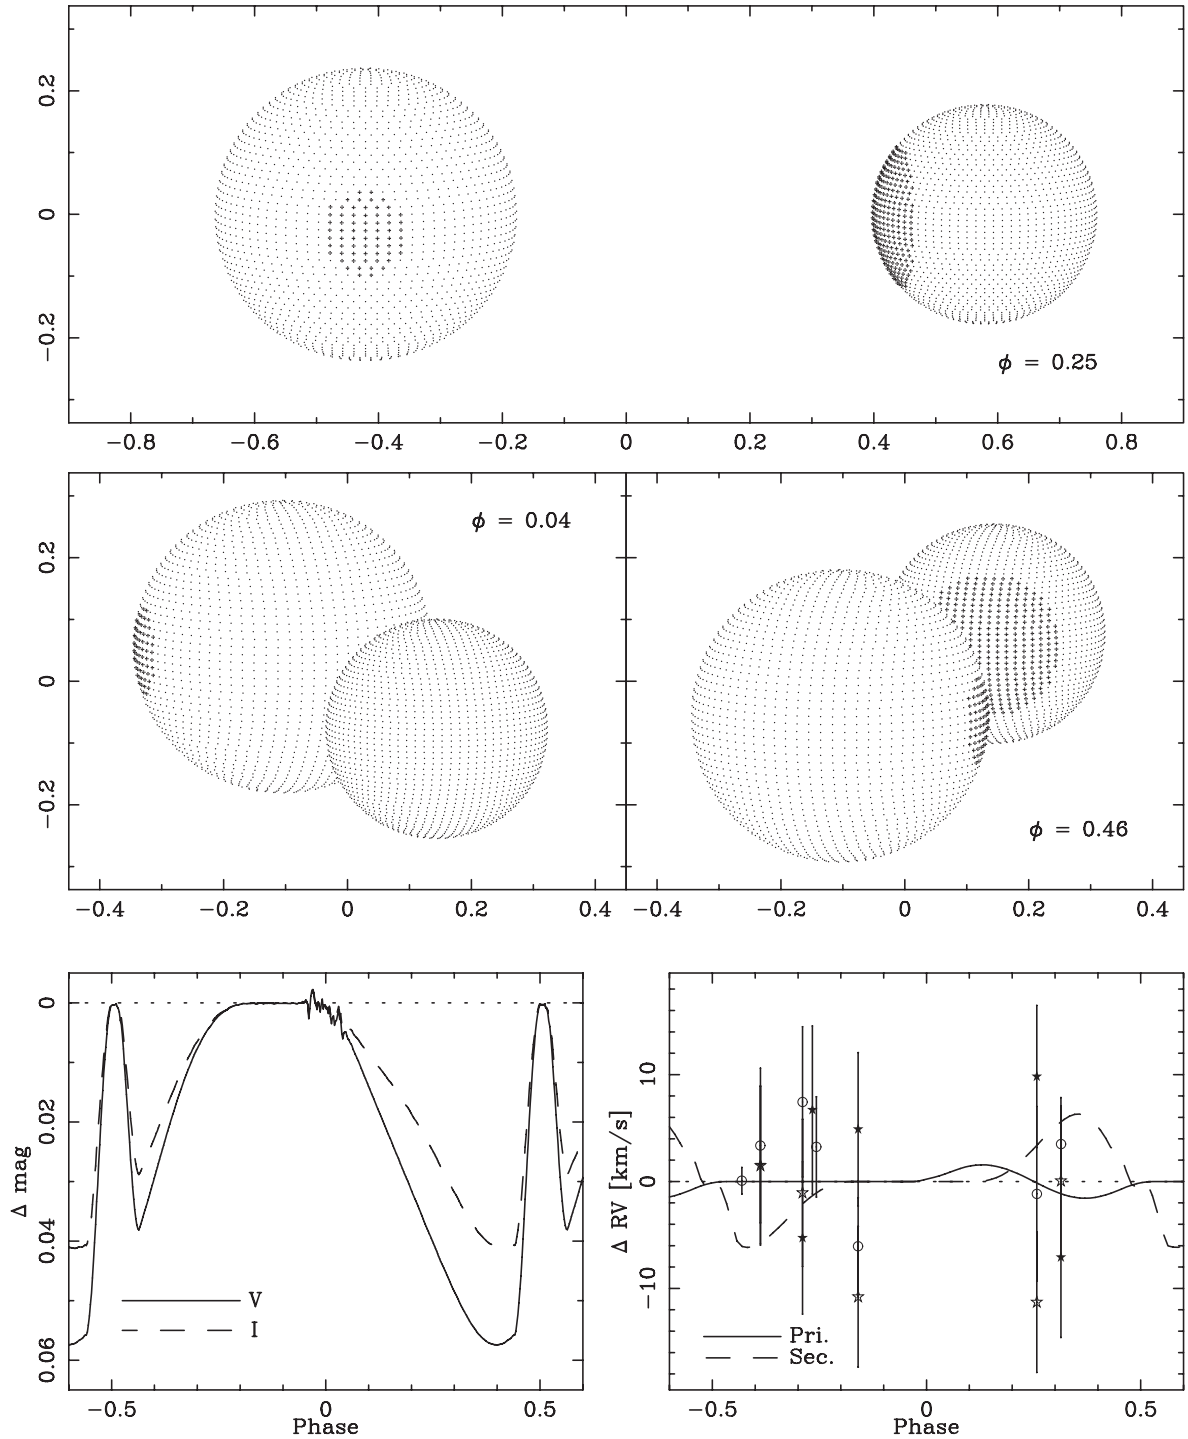 0.2
0
−0.2
φ = 0.25
−0.8 −0.6 −0.4 −0.2 0 0.2 0.4 0.6 0.8
0.2
0
−0.2
φ = 0.04
φ = 0.46
−0.4 −0.2 0 0.2 0.4
−0.4 −0.2 0 0.2 0.4
Δ mag
0
0.02
0.04
0.06
V
I
−0.5 0 0.5
Phase
Δ RV [km/s]
10
0
−10
Pri.
Sec.
−0.5 0 0.5
Phase